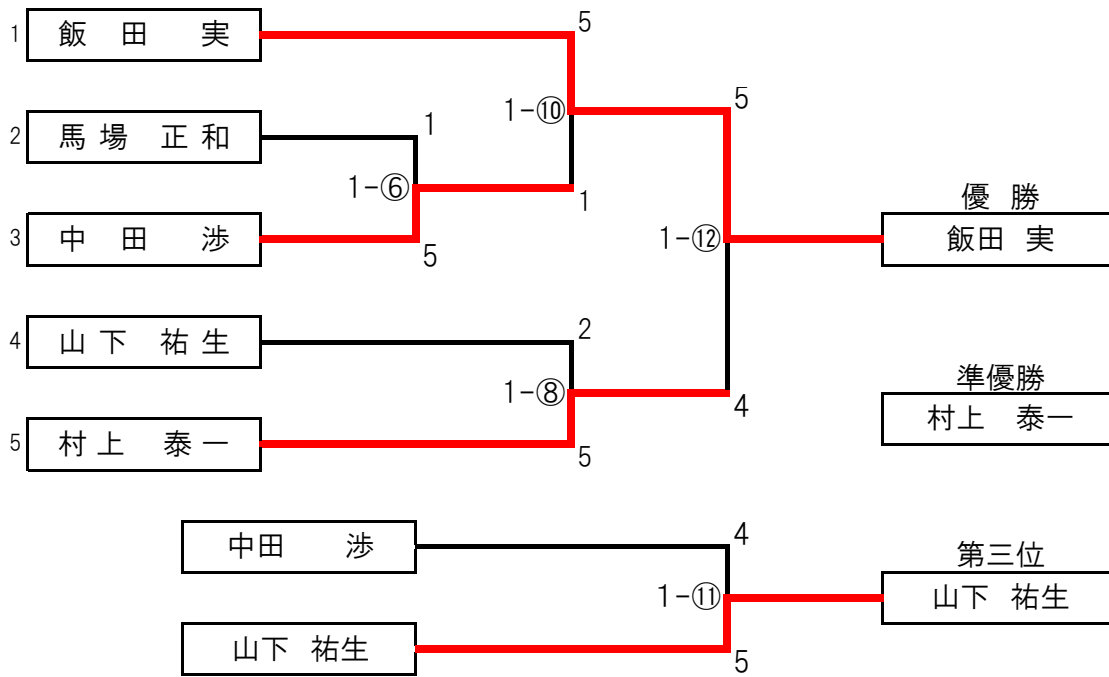 1 飯 田 実
5
1-⑩
5
2 馬 場 正 和
1
1-⑥
1
優 勝
3 中 田 渉
5
1-⑫
飯田 実
4 山 下 祐 生
2
1-⑧
準優勝
4
村上 泰一
5 村 上 泰 一
5
中田 渉
4
第三位
1-⑪
山下 祐生
山下 祐生
5